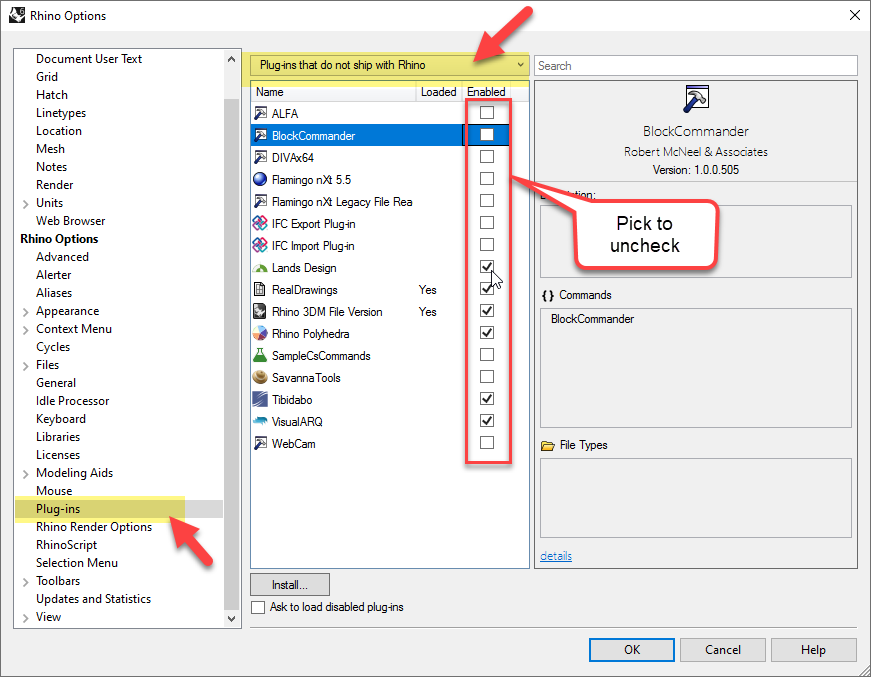 Rhino Options
Document User Text
Grid
Hatch
Linetypes
Location
Mesh
Notes
Render
Units
Web Browser
Rhino Options
Advanced
Alerter
Aliases
Appearance
Context Menu
Cycles
Files
General
Idle Processor
Keyboard
Libraries
Licenses
Modeling Aids
Mouse
Plug-ins
Rhino Render Options
RhinoScript
Selection Menu
Toolbars
Updates and Statistics
View
Plug-ins that do not ship with Rhino
Name Loaded Enabled
ALFA
BlockCommander
DIVAx64
Flamingo nXt 5.5
Flamingo nXt Legacy File Rea
IFC Export Plug-in
IFC Import Plug-in
Lands Design
RealDrawings Yes
Rhino 3DM File Version Yes
Rhino Polyhedra
SampleCsCommands
SavannaTools
Tibidabo
VisualARQ
WebCam
Install...
Ask to load disabled plug-ins
Search
BlockCommander
Robert McNeel & Associates
Version: 1.0.0.505
Pick to
uncheck
{} Commands
BlockCommander
File Types
details
OK Cancel Help